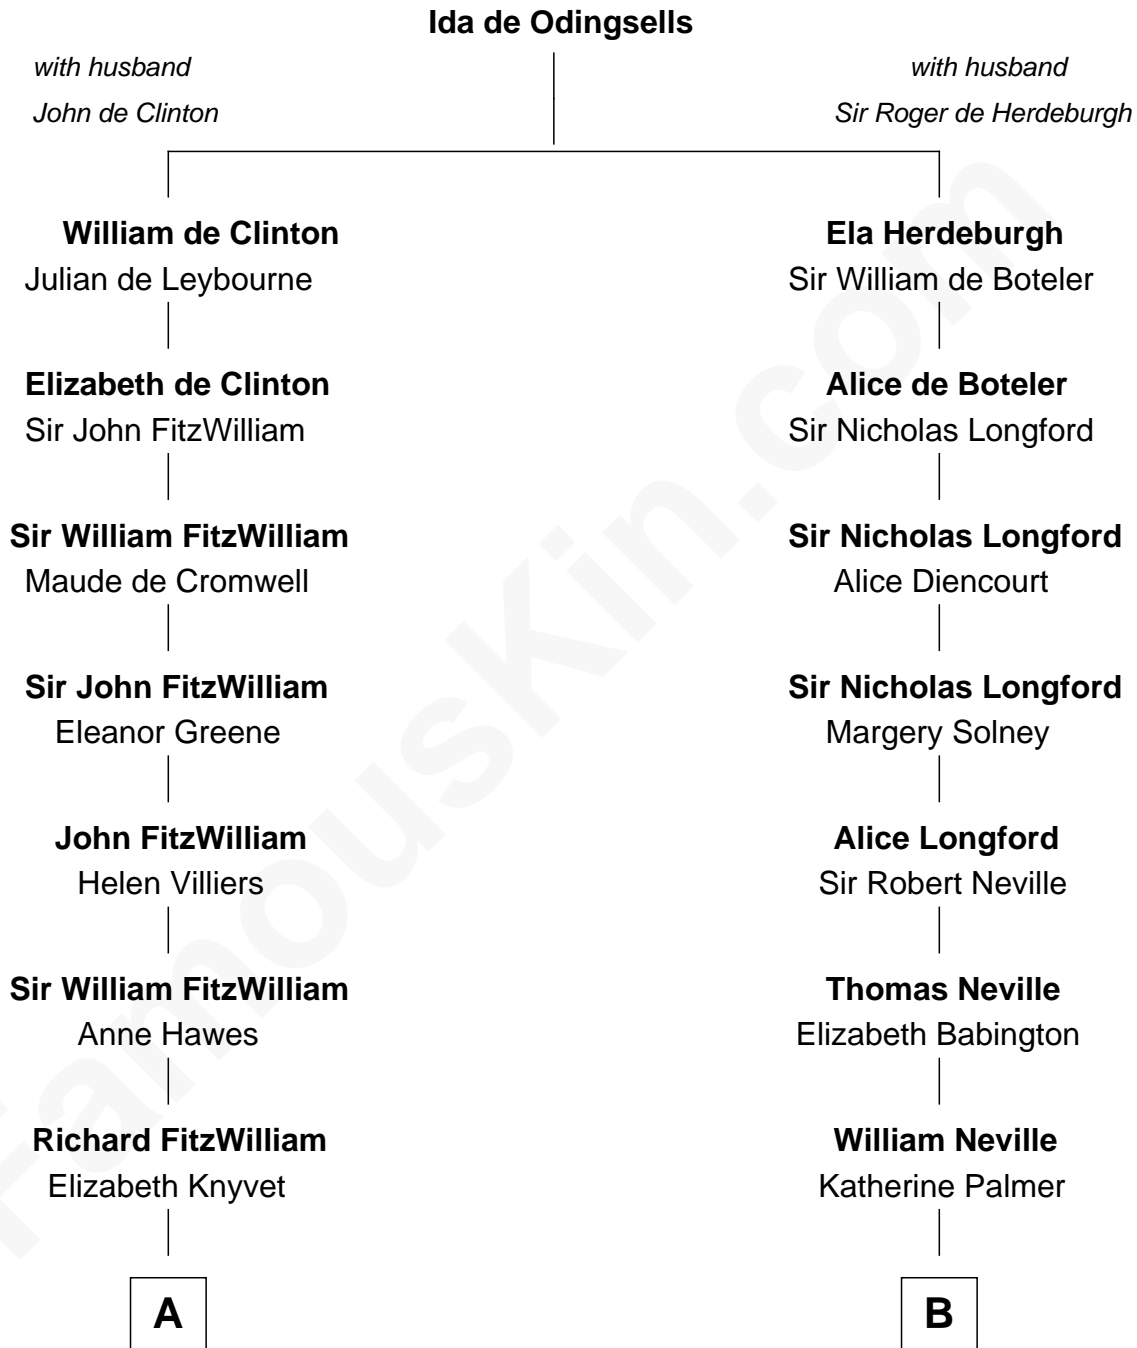 Ida de Odingsells
with husband
John de Clinton
with husband
Sir Roger de Herdeburgh
William de Clinton
Julian de Leybourne
Ela Herdeburgh
Sir William de Boteler
Elizabeth de Clinton
Sir John FitzWilliam
Alice de Boteler
Sir Nicholas Longford
Sir William FitzWilliam
Maude de Cromwell
Sir Nicholas Longford
Alice Diencourt
Sir John FitzWilliam
Eleanor Greene
Sir Nicholas Longford
Margery Solney
John FitzWilliam
Helen Villiers
Alice Longford
Sir Robert Neville
Sir William FitzWilliam
Anne Hawes
Thomas Neville
Elizabeth Babington
Richard FitzWilliam
Elizabeth Knyvet
William Neville
Katherine Palmer
A
B
FamousKin.com